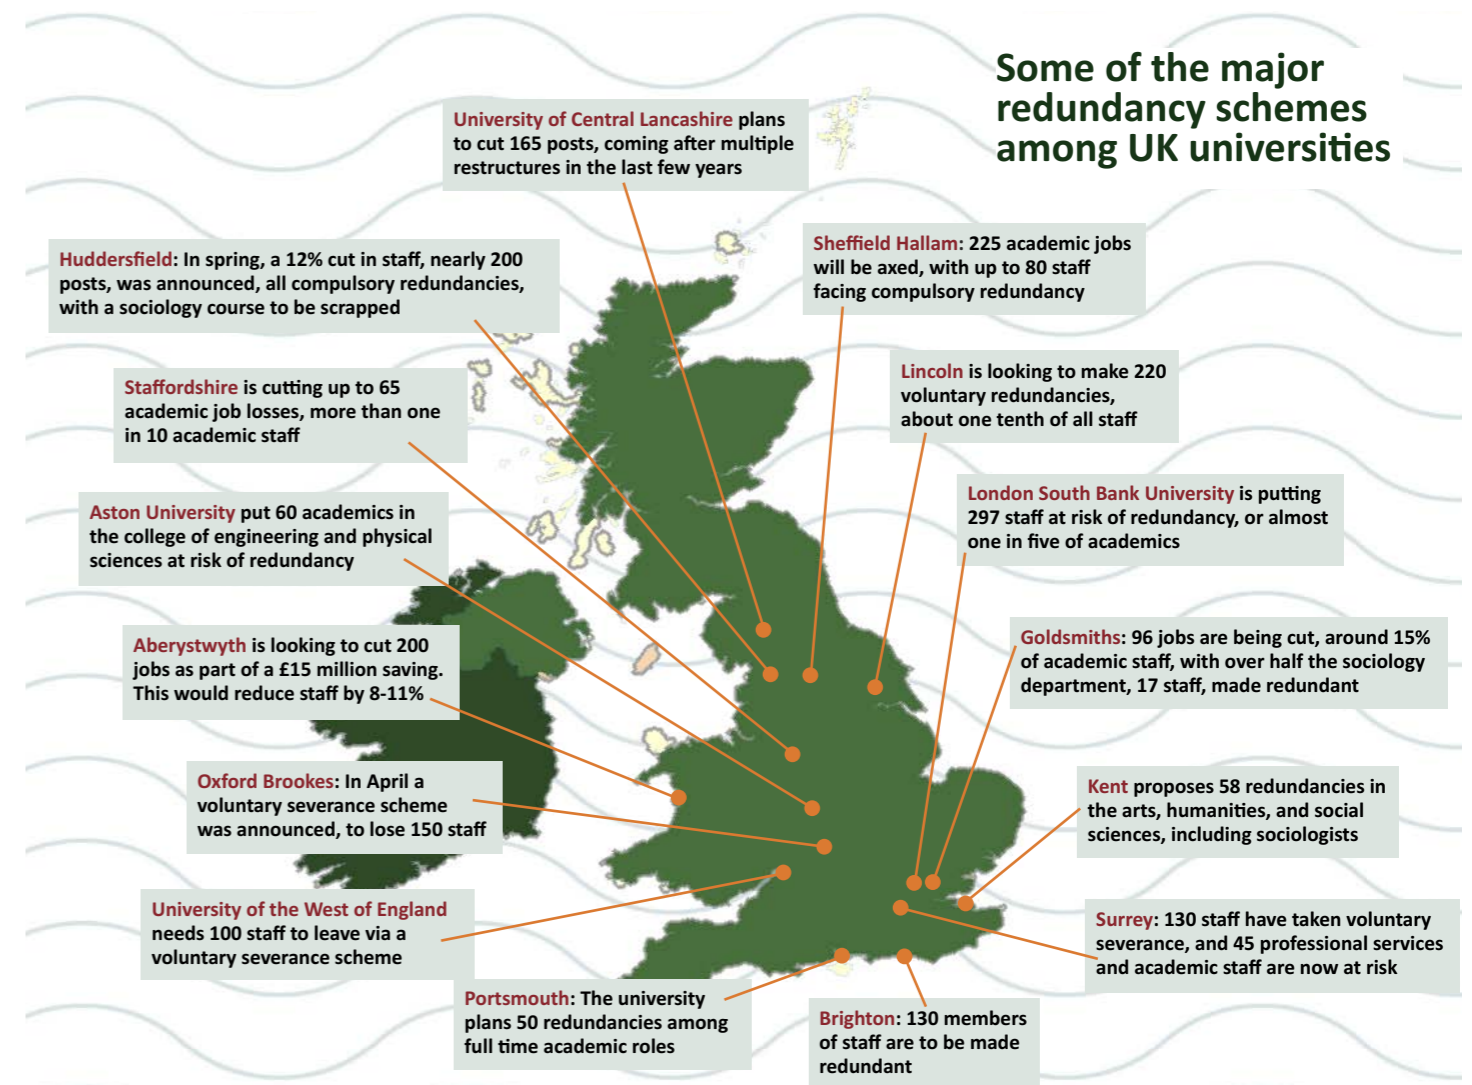 Some of the major
redundancy schemes
among UK universities
University of Central Lancashire plans
to cut 165 posts, coming after multiple
restructures in the last few years
Huddersfield: In spring, a 12% cut in staff, nearly 200
posts, was announced, all compulsory redundancies,
with a sociology course to be scrapped
Sheffield Hallam: 225 academic jobs
will be axed, with up to 80 staff
facing compulsory redundancy
Staffordshire is cutting up to 65
academic job losses, more than one
in 10 academic staff
Lincoln is looking to make 220
voluntary redundancies,
about one tenth of all staff
Aston University put 60 academics in
the college of engineering and physical
sciences at risk of redundancy
London South Bank University is putting
297 staff at risk of redundancy, or almost
one in five of academics
Aberystwyth is looking to cut 200
jobs as part of a £15 million saving.
This would reduce staff by 8-11%
Goldsmiths: 96 jobs are being cut, around 15%
of academic staff, with over half the sociology
department, 17 staff, made redundant
Oxford Brookes: In April a
voluntary severance scheme
was announced, to lose 150 staff
Kent proposes 58 redundancies in
the arts, humanities, and social
sciences, including sociologists
University of the West of England
needs 100 staff to leave via a
voluntary severance scheme
Surrey: 130 staff have taken voluntary
severance, and 45 professional services
and academic staff are now at risk
Portsmouth: The university
plans 50 redundancies among
full time academic roles
Brighton: 130 members
of staff are to be made
redundant